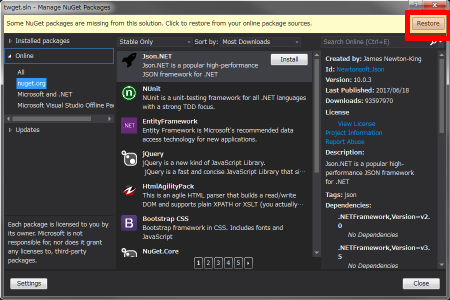 twget.sln - Manage NuGet Packages
Some NuGet packages are missing from this solution. Click to restore from your online package sources.
Restore
Installed packages
Online
All
nuget.org
Microsoft and .NET
Microsoft Visual Studio Offline Pac
Updates
Each package is licensed to you by
its owner. Microsoft is not
responsible for, nor does it grant
any licenses to, third-party
packages.
Settings
Stable Only
Sort by: Most Downloads
Json.NET
Json.NET is a popular high-performance
JSON framework for .NET
Install
NUnit
NUnit is a unit-testing framework for all .NET languages
with a strong TDD focus.
.NET
EntityFramework
Entity Framework is Microsoft's recommended data
access technology for new applications.
jQuery
jQuery is a new kind of JavaScript Library.
jQuery is a fast and concise JavaScript Library that si...
HtmlAgilityPack
This is an agile HTML parser that builds a read/write
DOM and supports plain XPATH or XSLT (you actually...
B
Bootstrap CSS
Bootstrap framework in CSS. Includes fonts and
JavaScript
NuGet.Core
1 2 3 4 5
Search Online (Ctrl+E)
Created by: James Newton-King
Id: Newtonsoft.Json
Version: 10.0.3
Last Published: 2017/06/18
Downloads: 93597970
License
View License
Project Information
Report Abuse
Description:
Json.NET is a popular high-
performance JSON framework
for .NET
Tags: json
Dependencies:
.NETFramework,Version=v2.
0
No Dependencies
.NETFramework,Version=v3.
5
No Dependencies
Close